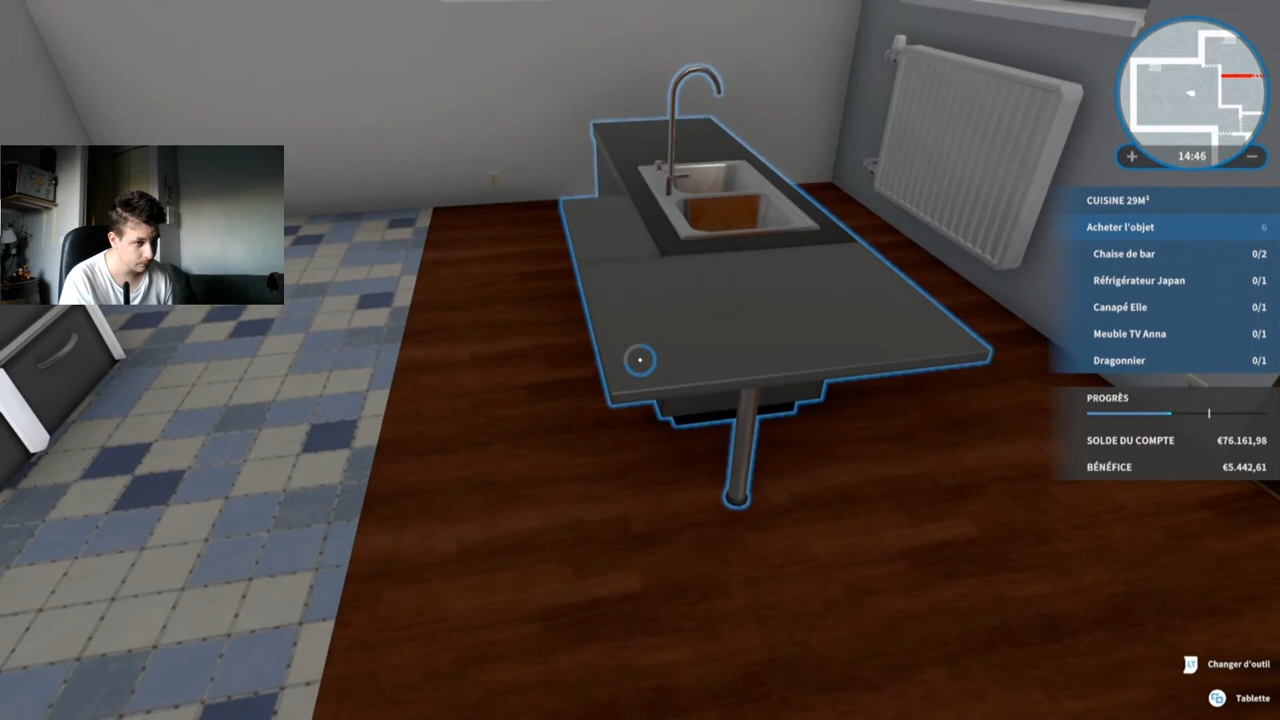 14:46
CUISINE 29M²
Acheter l'objet 6
Chaise de bar 0/2
Réfrigérateur Japan 0/1
Canapé Elle 0/1
Meuble TV Anna 0/1
Dragonnier 0/1
PROGRÈS
SOLDE DU COMPTE €76.161,98
BÉNÉFICE €5.442,61
LT Changer d'outil
Tablette